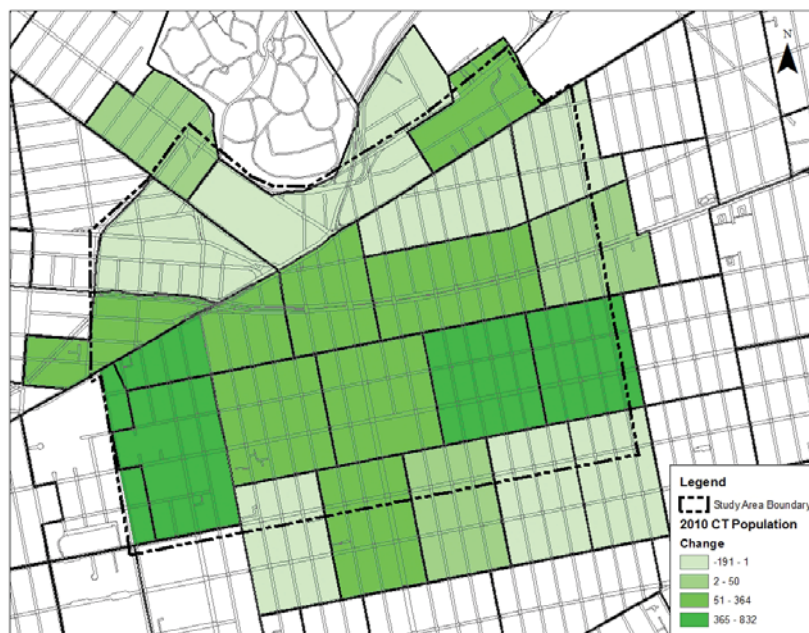 N
Legend
Study Area Boundary
2010 CT Population
Change
-191 - 1
2 - 50
51 - 364
365 - 832